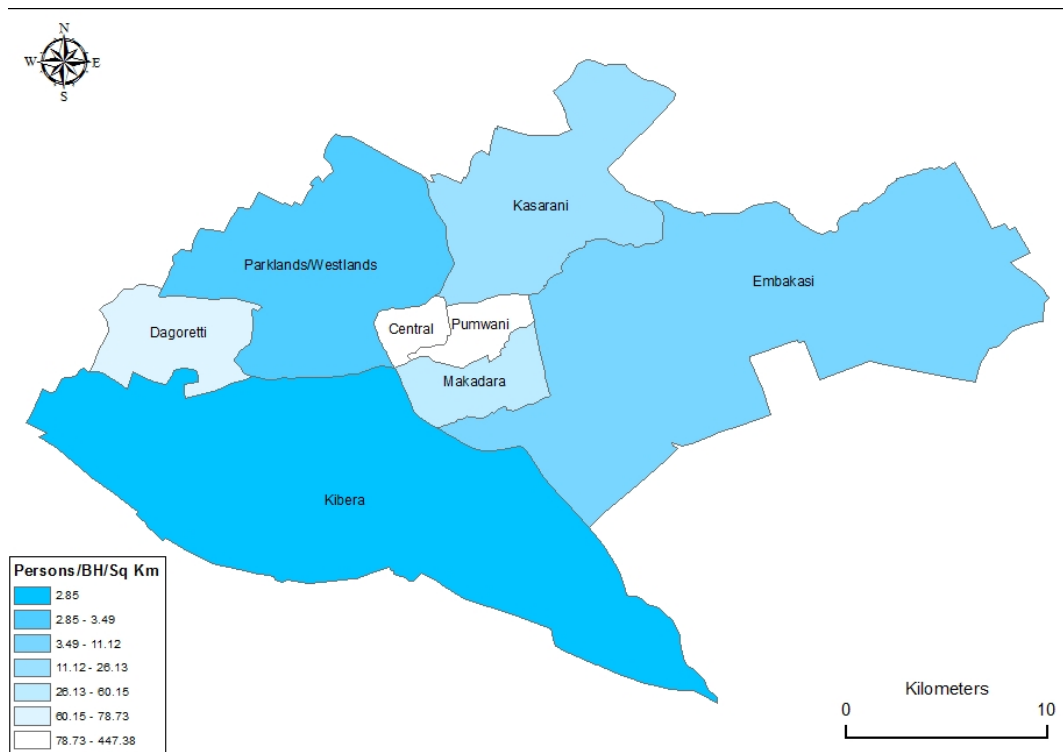 N
W E
S
Kasarani
Parklands/Westlands
Embakasi
Dagoretti
Central
Pumwani
Makadara
Kibera
Persons/BH/Sq Km
2.85
2.85 - 3.49
3.49 - 11.12
11.12 - 26.13
26.13 - 60.15
60.15 - 78.73
78.73 - 447.38
Kilometers
0 10